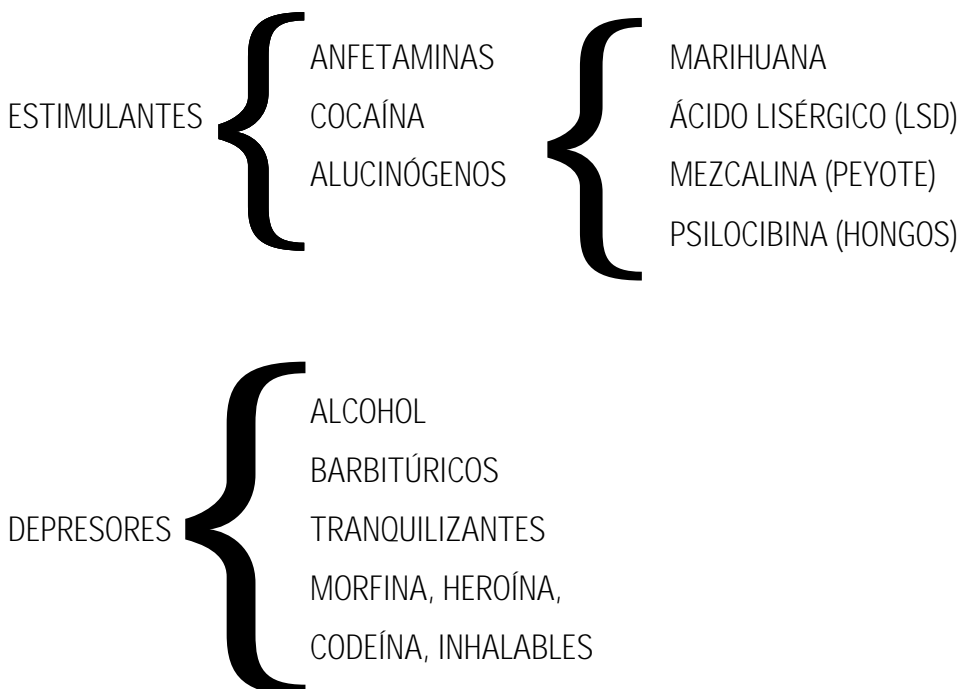 ESTIMULANTES
ANFETAMINAS
COCAÍNA
ALUCINÓGENOS
MARIHUANA
ÁCIDO LISÉRGICO (LSD)
MEZCALINA (PEYOTE)
PSILOCIBINA (HONGOS)
DEPRESORES
ALCOHOL
BARBITÚRICOS
TRANQUILIZANTES
MORFINA, HEROÍNA,
CODEÍNA, INHALABLES